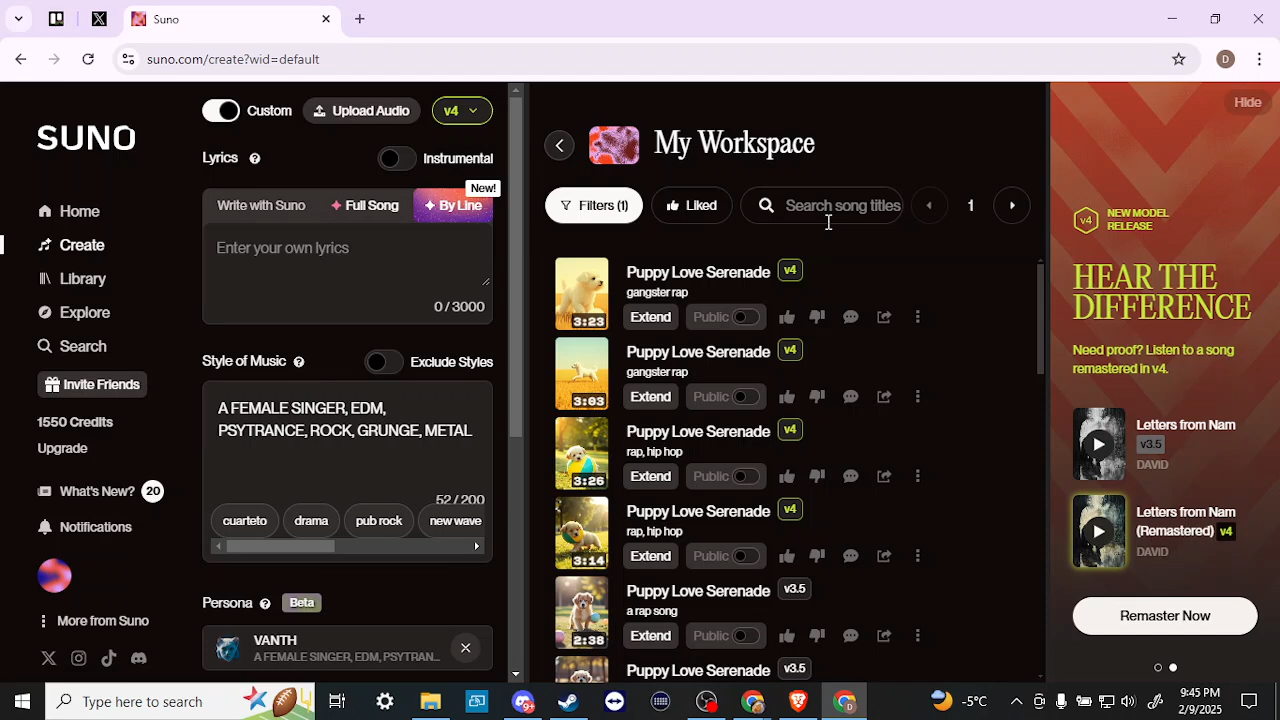 Suno
suno.com/create?wid=default
D
SUNO
Home
Create
Library
Explore
Search
Invite Friends
1550 Credits
Upgrade
What's New? 20
Notifications
More from Suno
Custom
Upload Audio
v4
Lyrics
Instrumental
New!
Write with Suno
Full Song
By Line
Enter your own lyrics
0 / 3000
Style of Music
Exclude Styles
A FEMALE SINGER, EDM,
PSYTRANCE, ROCK, GRUNGE, METAL
52 / 200
cuarteto
drama
pub rock
new wave
Persona
Beta
VANTH
A FEMALE SINGER, EDM, PSYTRAN...
My Workspace
Filters (1)
Liked
Search song titles
1
Puppy Love Serenade v4
gangster rap
3:23
Extend
Public
Puppy Love Serenade v4
gangster rap
3:03
Extend
Public
Puppy Love Serenade v4
rap, hip hop
3:26
Extend
Public
Puppy Love Serenade v4
rap, hip hop
3:14
Extend
Public
Puppy Love Serenade v3.5
a rap song
2:38
Extend
Public
Puppy Love Serenade v3.5
Hide
v4
NEW MODEL
RELEASE
HEAR THE
DIFFERENCE
Need proof? Listen to a song
remastered in v4.
Letters from Nam
v3.5
DAVID
Letters from Nam
(Remastered) v4
DAVID
Remaster Now
Type here to search
9+
D
-5°C
9:45 PM
2/9/2025